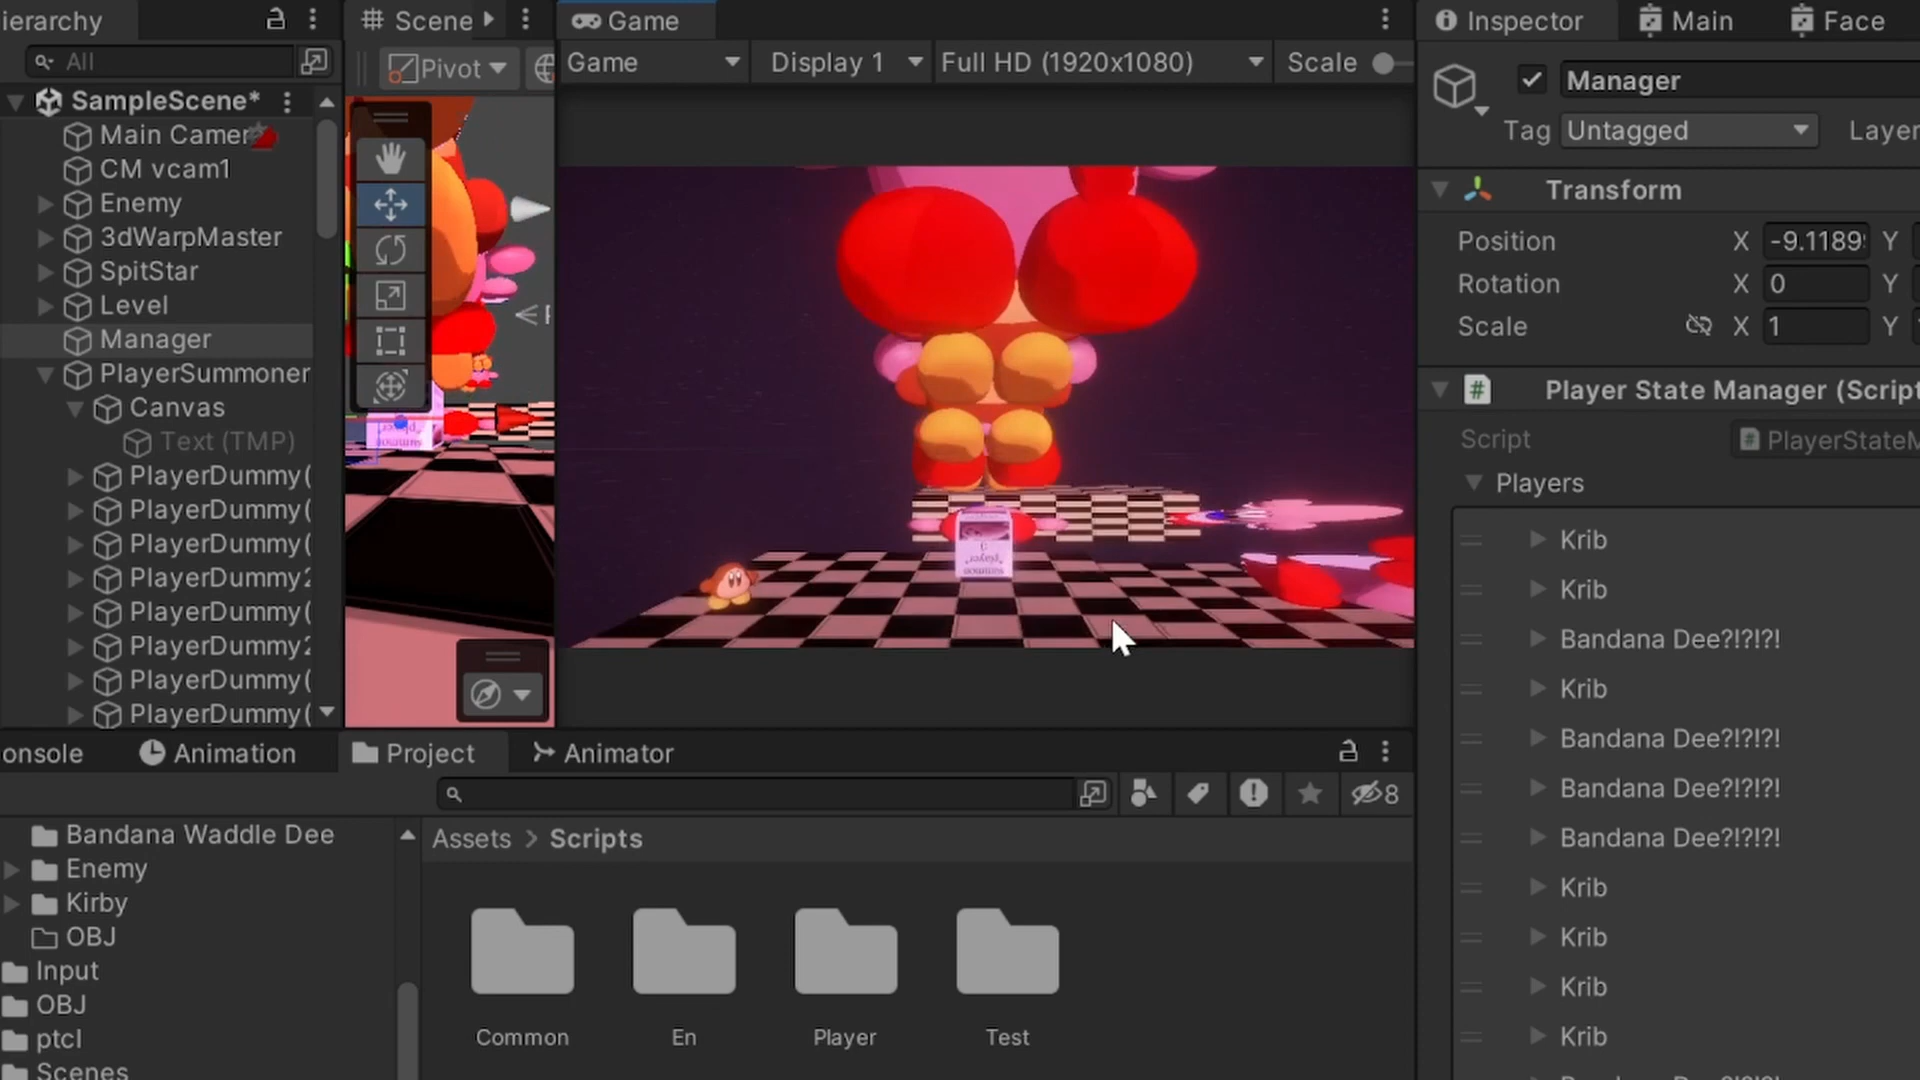 ierarchy
All
SampleScene*
Main Camer
CM vcam1
Enemy
3dWarpMaster
SpitStar
Level
Manager
PlayerSummoner
Canvas
Text (TMP)
PlayerDummy(
PlayerDummy(
PlayerDummy(
PlayerDummy2
PlayerDummy(
PlayerDummy2
PlayerDummy(
PlayerDummy(
Scene
Pivot
Game
Game
Display 1
Full HD (1920x1080)
Scale
summon
"player"
:)
Inspector
Main
Face
Manager
Tag
Untagged
Layer
Transform
Position
X
-9.1189
Y
Rotation
X
0
Y
Scale
X
1
Y
Player State Manager (Script
Script
PlayerStateM
Players
Krib
Krib
Bandana Dee?!?!?!
Krib
Bandana Dee?!?!?!
Bandana Dee?!?!?!
Bandana Dee?!?!?!
Krib
Krib
Krib
Krib
onsole
Animation
Project
Animator
8
Bandana Waddle Dee
Enemy
Kirby
OBJ
Input
OBJ
ptcl
Scenes
Assets > Scripts
Common
En
Player
Test